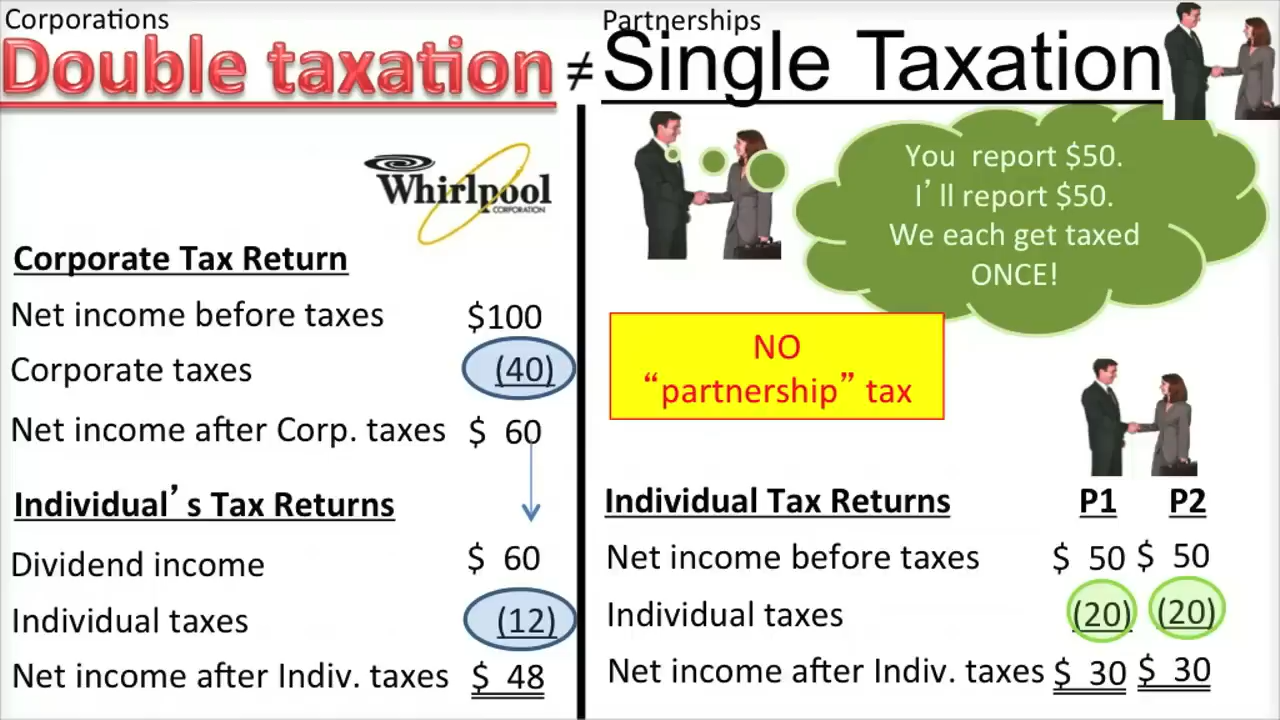 Corporations
Double taxation
≠
Partnerships
Single Taxation
Whirlpool
CORPORATION
Corporate Tax Return
Net income before taxes $100
Corporate taxes (40)
Net income after Corp. taxes $ 60
Individual’s Tax Returns
Dividend income $ 60
Individual taxes (12)
Net income after Indiv. taxes $ 48
You report $50.
I’ll report $50.
We each get taxed
ONCE!
NO
“partnership” tax
Individual Tax Returns P1 P2
Net income before taxes $ 50 $ 50
Individual taxes (20) (20)
Net income after Indiv. taxes $ 30 $ 30